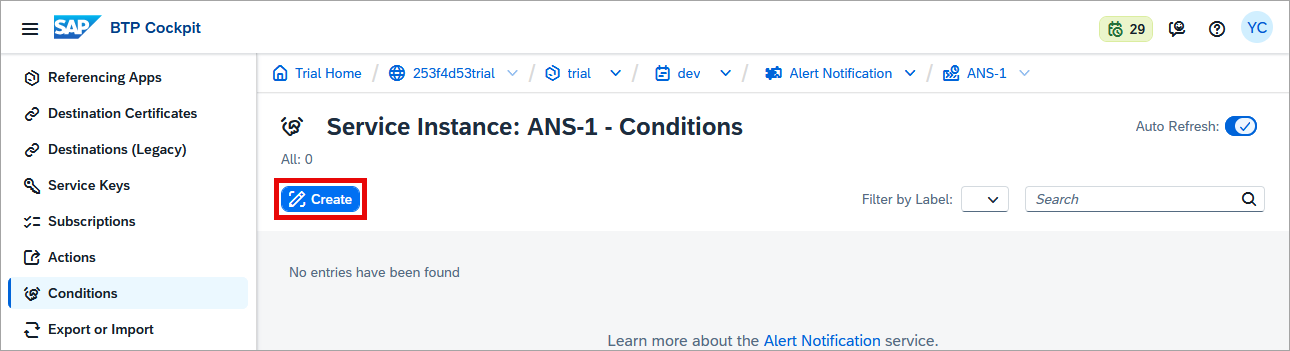 SAP BTP Cockpit 29 YC
Referencing Apps
Destination Certificates
Destinations (Legacy)
Service Keys
Subscriptions
Actions
Conditions
Export or Import
Trial Home / 253f4d53trial / trial / dev / Alert Notification / ANS-1
Service Instance: ANS-1 - Conditions
Auto Refresh:
All: 0
Create
Filter by Label:
Search
No entries have been found
Learn more about the Alert Notification service.